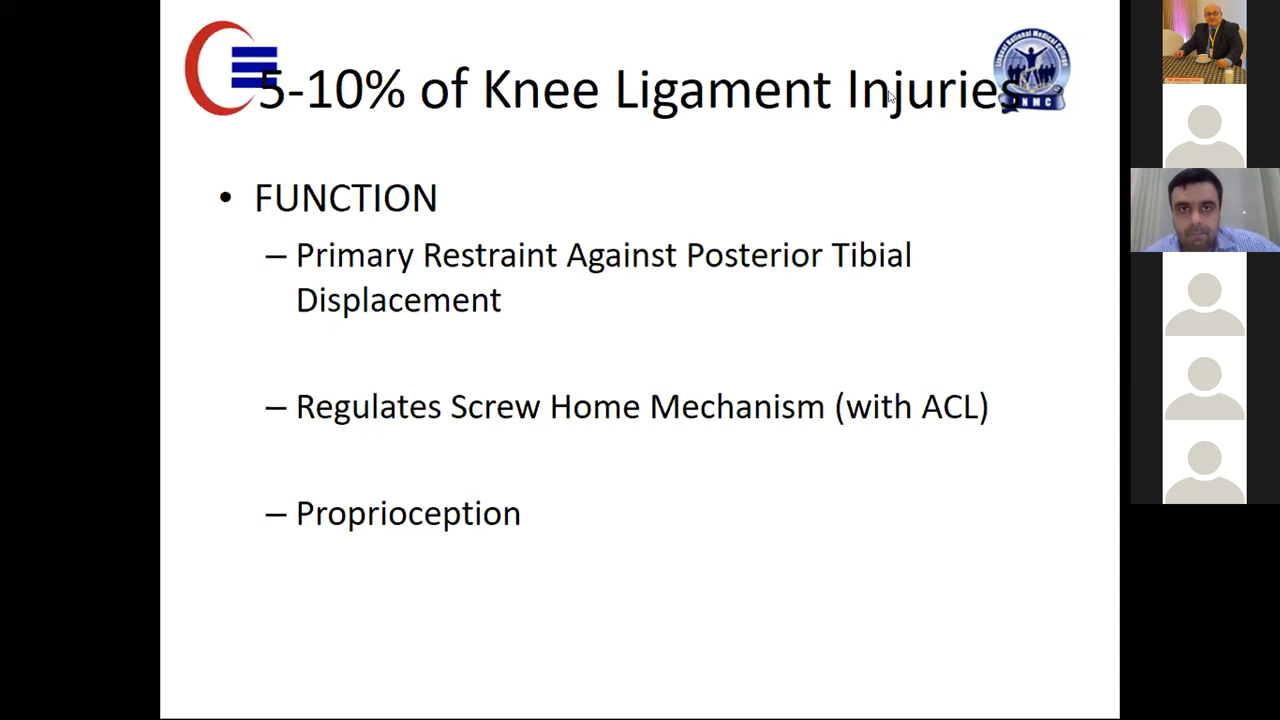 5-10% of Knee Ligament Injuries
• FUNCTION
– Primary Restraint Against Posterior Tibial
Displacement
– Regulates Screw Home Mechanism (with ACL)
– Proprioception